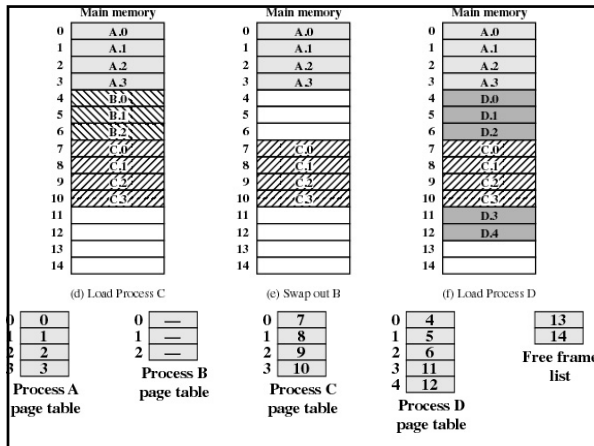 Main memory Main memory Main memory
0 A.0 0 A.0 0 A.0
1 A.1 1 A.1 1 A.1
2 A.2 2 A.2 2 A.2
3 A.3 3 A.3 3 A.3
4 B.0 4 4 D.0
5 B.1 5 5 D.1
6 B.2 6 6 D.2
7 C.0 7 C.0 7 C.0
8 C.1 8 C.1 8 C.1
9 C.2 9 C.2 9 C.2
10 C.3 10 C.3 10 C.3
11 11 11 D.3
12 12 12 D.4
13 13 13
14 14 14
(d) Load Process C (e) Swap out B (f) Load Process D
0 0 0 — 0 7 0 4 13
1 1 1 — 1 8 1 5 14
2 2 2 — 2 9 2 6 Free frame
3 3 Process B 3 10 3 11 list
Process A page table Process C 4 12
page table page table Process D
page table